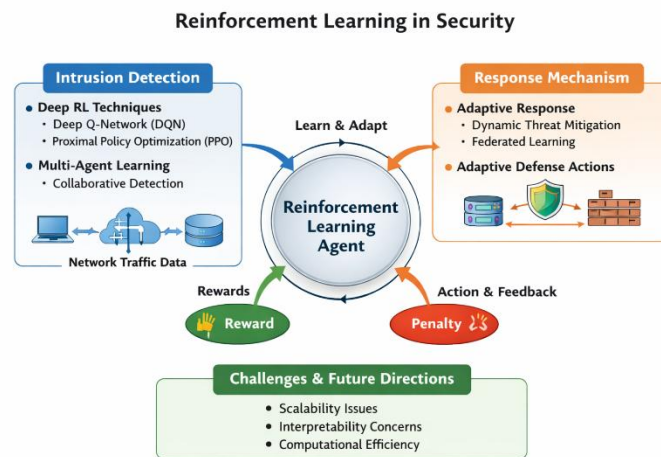 Reinforcement Learning in Security
Intrusion Detection
• Deep RL Techniques
• Deep Q-Network (DQN)
• Proximal Policy Optimization (PPO)
• Multi-Agent Learning
• Collaborative Detection
Network Traffic Data
Learn & Adapt
Reinforcement
Learning
Agent
Response Mechanism
• Adaptive Response
• Dynamic Threat Mitigation
• Federated Learning
• Adaptive Defense Actions
Rewards
Reward
Action & Feedback
Penalty
Challenges & Future Directions
• Scalability Issues
• Interpretability Concerns
• Computational Efficiency